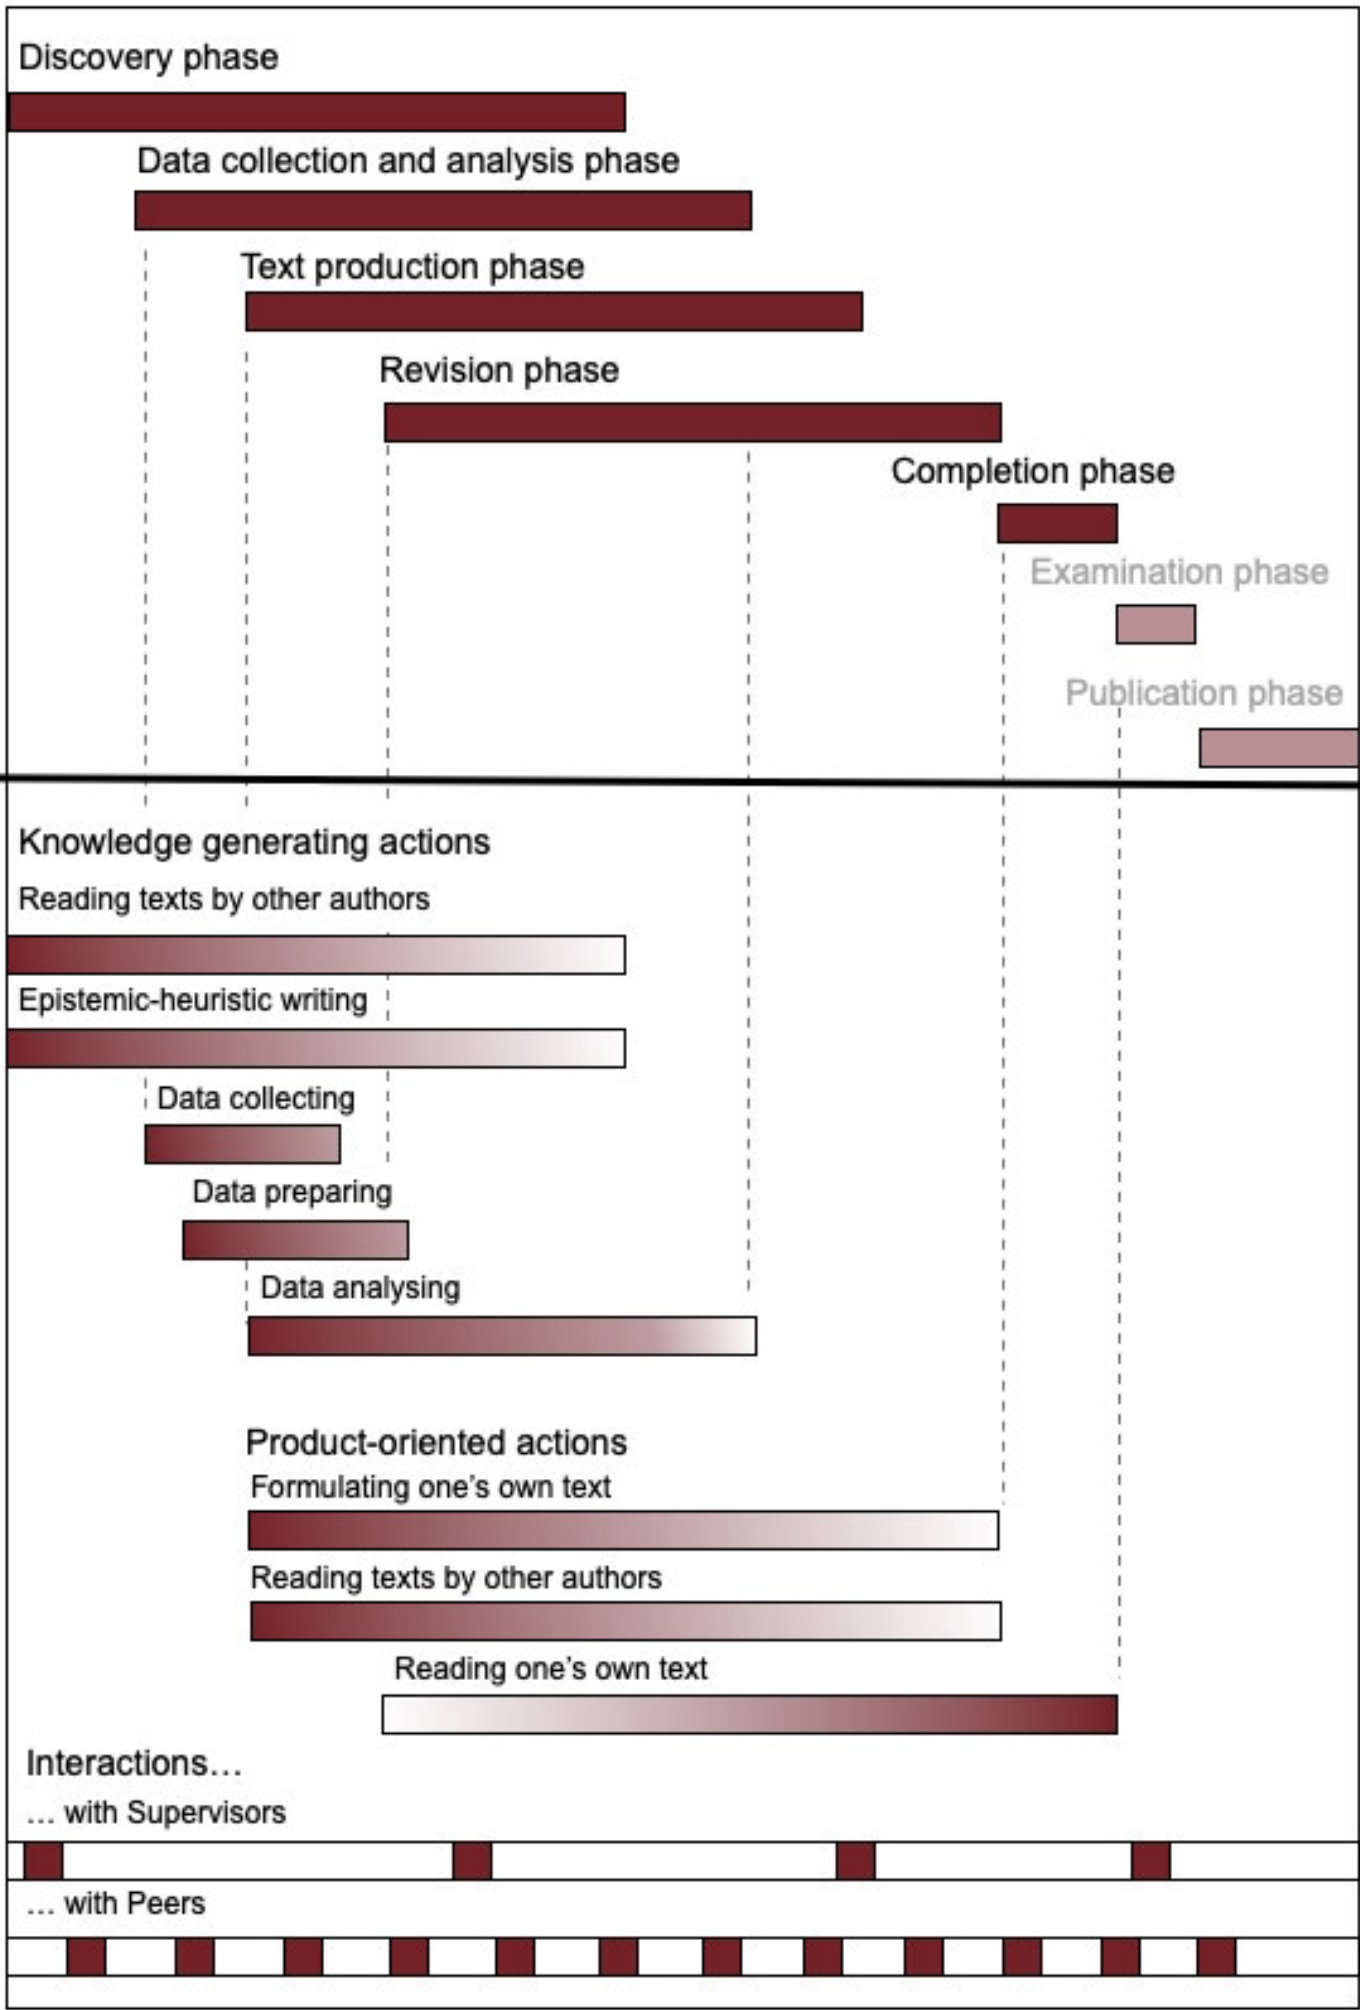 Discovery phase
Data collection and analysis phase
Text production phase
Revision phase
Completion phase
Examination phase
Publication phase
Knowledge generating actions
Reading texts by other authors
Epistemic-heuristic writing
Data collecting
Data preparing
Data analysing
Product-oriented actions
Formulating one’s own text
Reading texts by other authors
Reading one’s own text
Interactions…
… with Supervisors
… with Peers